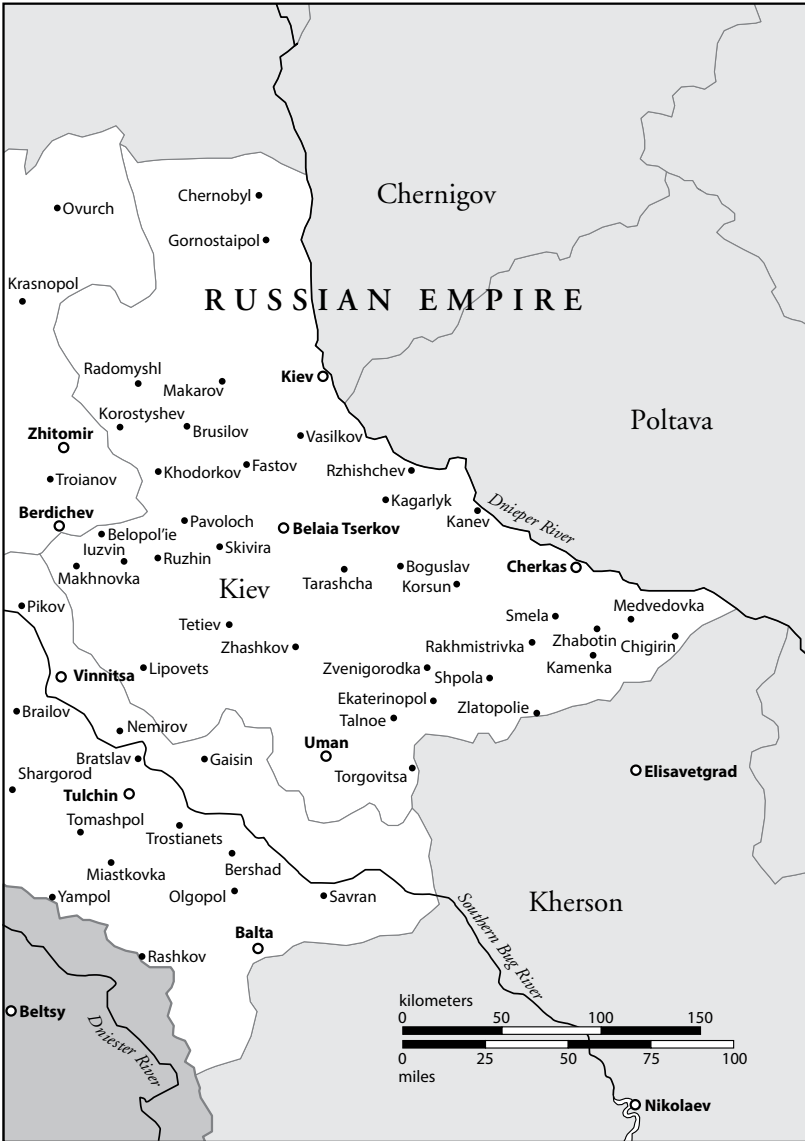 Chernobyl
Chernigov
Ovurch
Gornostaipol
Krasnopol
RUSSIAN EMPIRE
Radomyshl
Makarov
Kiev
Korostyshev
Poltava
Zhitomir
Brusilov
Vasilkov
Troianov
Khodorkov
Fastov
Rzhishchev
Kagarlyk
Dnieper River
Berdichev
Kanev
Pavoloch
Belaia Tserkov
Belopol'ie
Iuzvin
Skivira
Ruzhin
Makhnovka
Tarashcha
Boguslav
Cherkas
Korsun
Kiev
Pikov
Medvedovka
Smela
Tetiev
Zhabotin
Chigirin
Zhashkov
Rakhmistrivka
Kamenka
Lipovets
Zvenigorodka
Shpola
Vinnitsa
Ekaterinopol
Brailov
Zlatopolie
Talnoe
Nemirov
Uman
Bratslav
Gaisin
Shargorod
Torgovitsa
Elisavetgrad
Tulchin
Tomashpol
Trostianets
Miastkovka
Bershad
Yampol
Olgopol
Savran
Kherson
Southern Bug River
Balta
Rashkov
Beltsy
Dniester River
kilometers
0 50 100 150
0 25 50 75 100
miles
Nikolaev